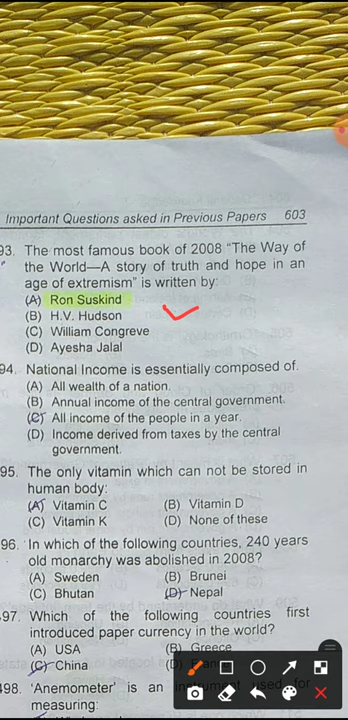 Important Questions asked in Previous Papers 603
93. The most famous book of 2008 "The Way of
the World—A story of truth and hope in an
age of extremism" is written by:
(A) Ron Suskind
(B) H.V. Hudson
(C) William Congreve
(D) Ayesha Jalal
94. National Income is essentially composed of.
(A) All wealth of a nation.
(B) Annual income of the central government.
(C) All income of the people in a year.
(D) Income derived from taxes by the central
government.
95. The only vitamin which can not be stored in
human body:
(A) Vitamin C (B) Vitamin D
(C) Vitamin K (D) None of these
96. In which of the following countries, 240 years
old monarchy was abolished in 2008?
(A) Sweden (B) Brunei
(C) Bhutan (D) Nepal
97. Which of the following countries first
introduced paper currency in the world?
(A) USA (B) Greece
(C) China (D)
498. 'Anemometer' is an instrument used for
measuring: